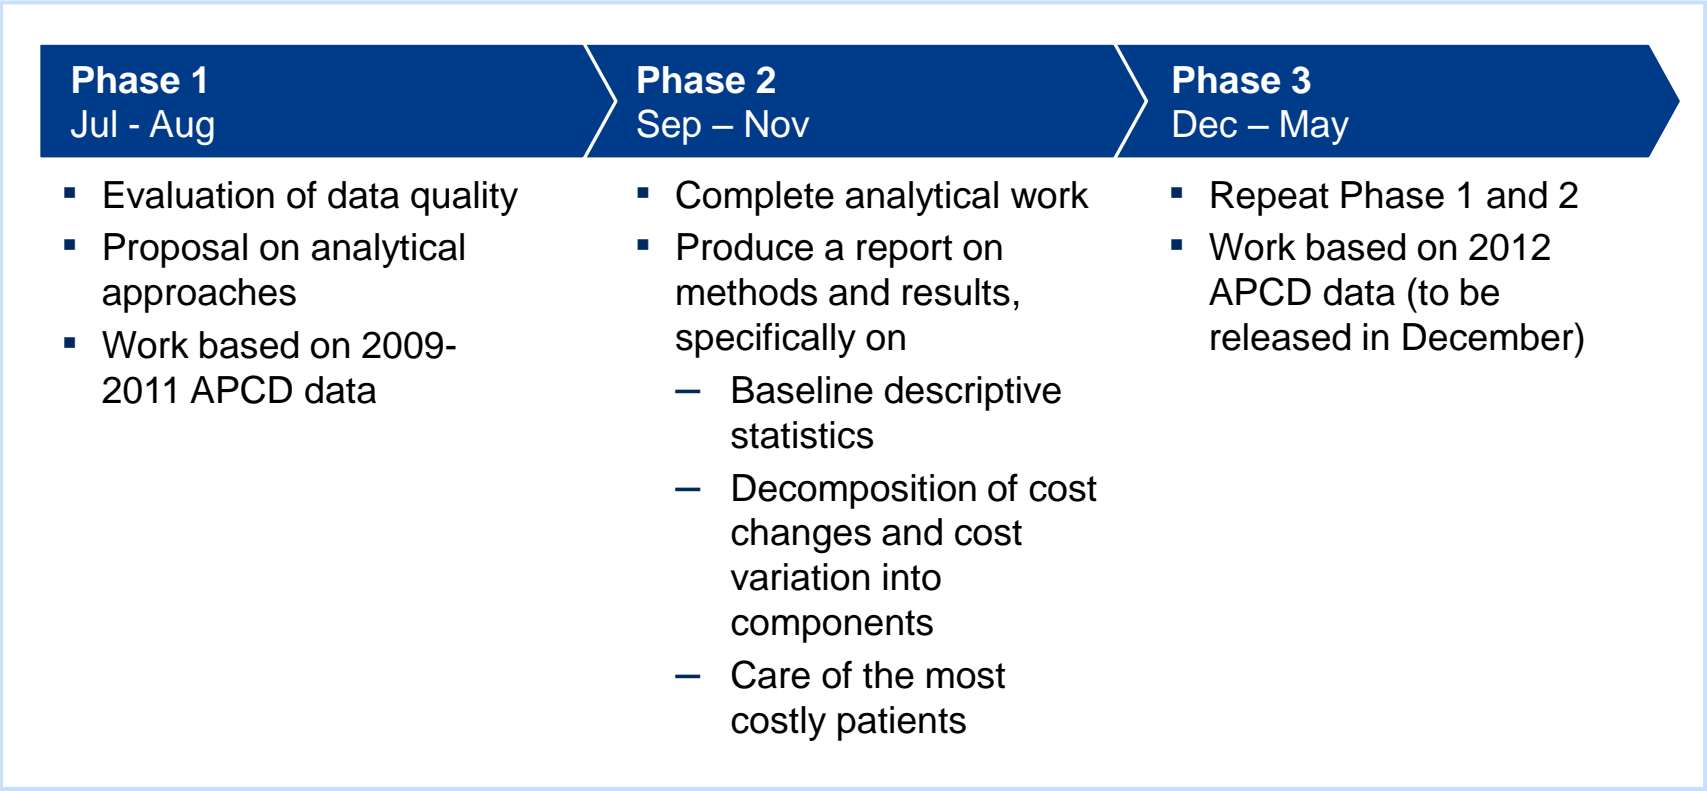 Phase 1
Jul - Aug
▪ Evaluation of data quality
▪ Proposal on analytical
approaches
▪ Work based on 2009-
2011 APCD data
Phase 2
Sep – Nov
▪ Complete analytical work
▪ Produce a report on
methods and results,
specifically on
– Baseline descriptive
statistics
– Decomposition of cost
changes and cost
variation into
components
– Care of the most
costly patients
Phase 3
Dec – May
▪ Repeat Phase 1 and 2
▪ Work based on 2012
APCD data (to be
released in December)